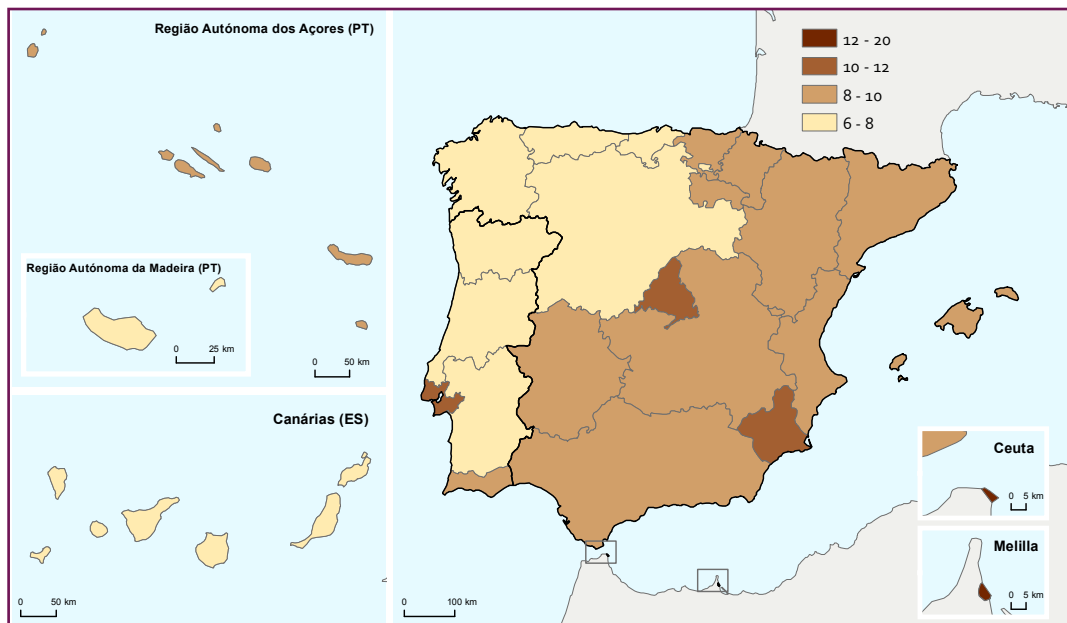 Região Autónoma dos Açores (PT)
Região Autónoma da Madeira (PT)
0 25 km
0 50 km
Canárias (ES)
0 50 km
12 - 20
10 - 12
8 - 10
6 - 8
0 100 km
Ceuta
0 5 km
Melilla
0 5 km